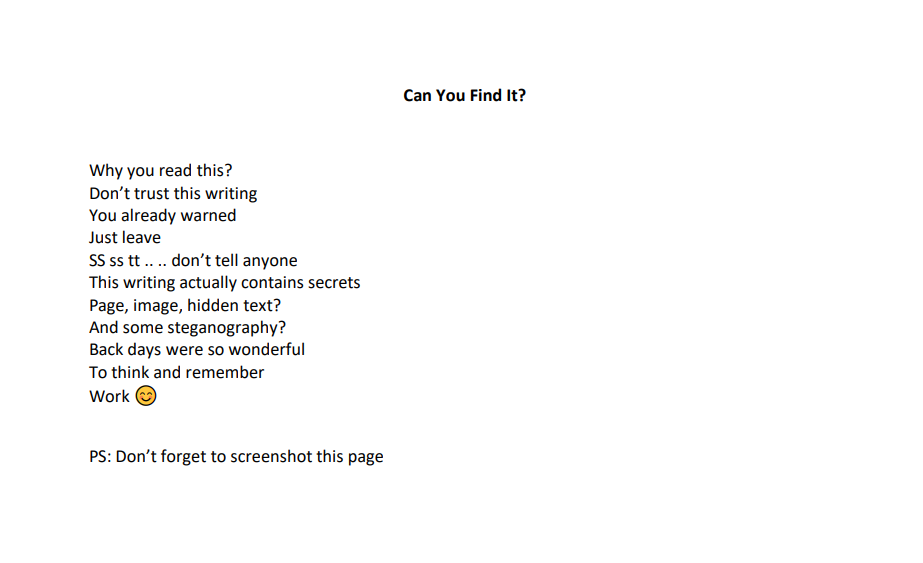 Can You Find It?
Why you read this?
Don’t trust this writing
You already warned
Just leave
SS ss tt .. .. don’t tell anyone
This writing actually contains secrets
Page, image, hidden text?
And some steganography?
Back days were so wonderful
To think and remember
Work 😊
PS: Don’t forget to screenshot this page